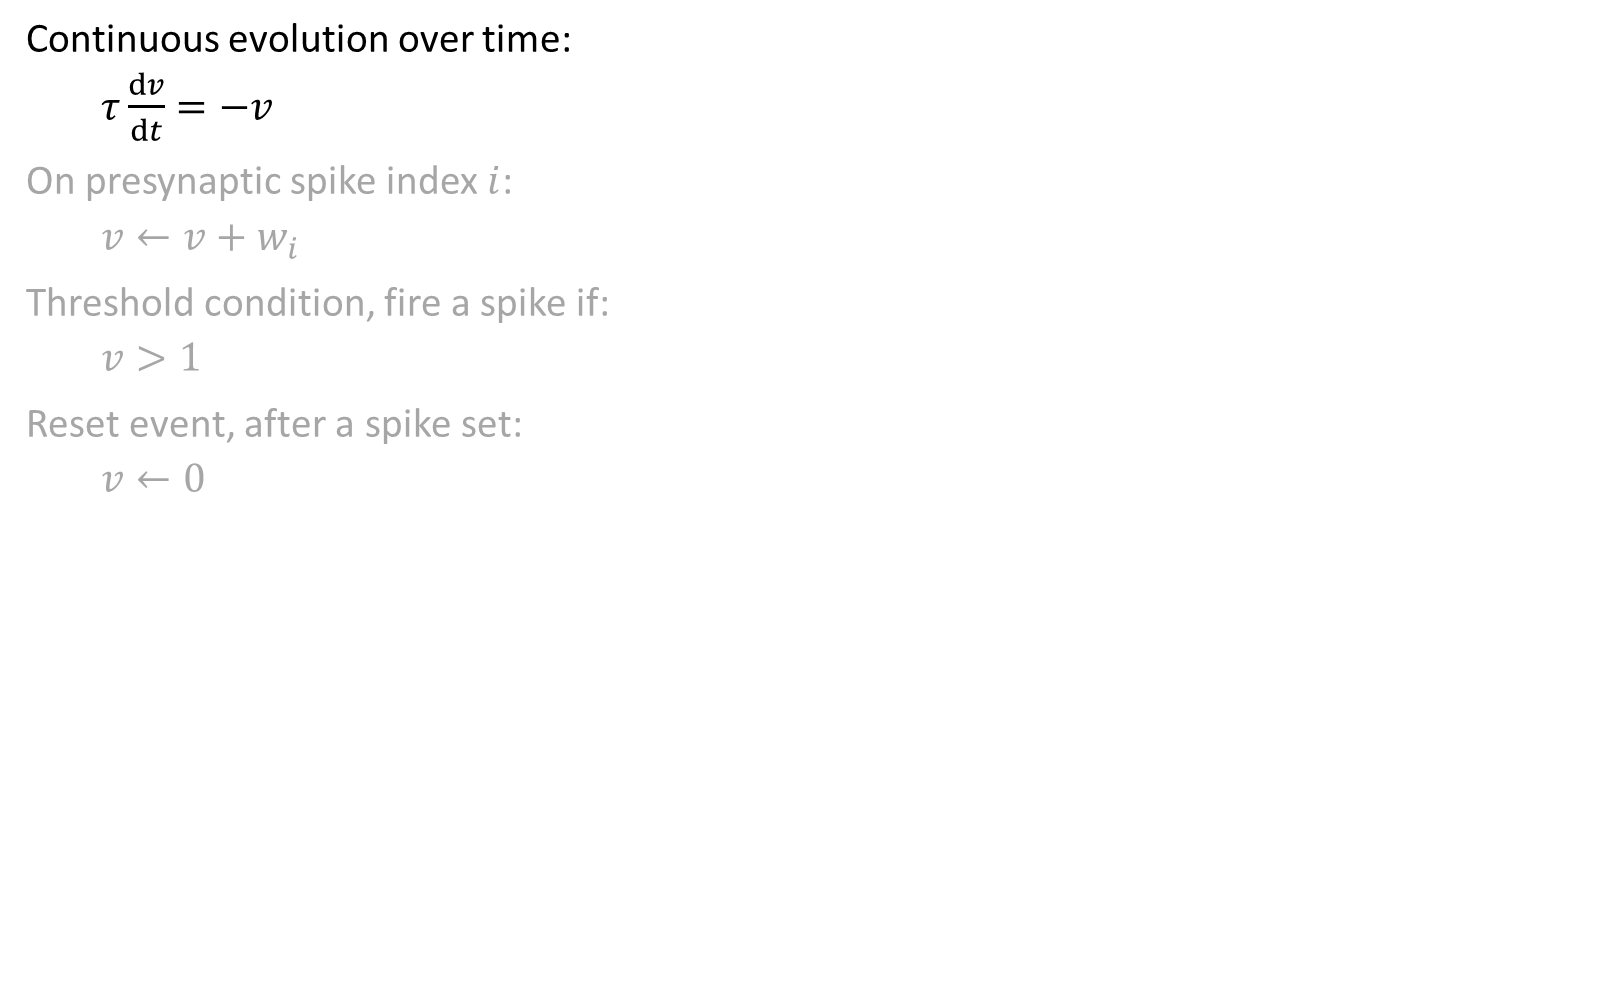 Continuous evolution over time:
τ dv/dt = −v
On presynaptic spike index i:
v ← v + wᵢ
Threshold condition, fire a spike if:
v > 1
Reset event, after a spike set:
v ← 0